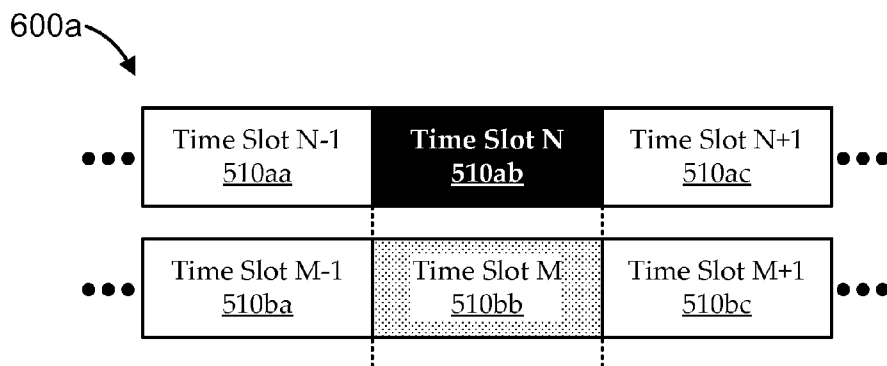 600a
Time Slot N-1
Time Slot N
Time Slot N+1
510aa
510ab
510ac
Time Slot M-1
Time Slot M
Time Slot M+1
510ba
510bb
510bc